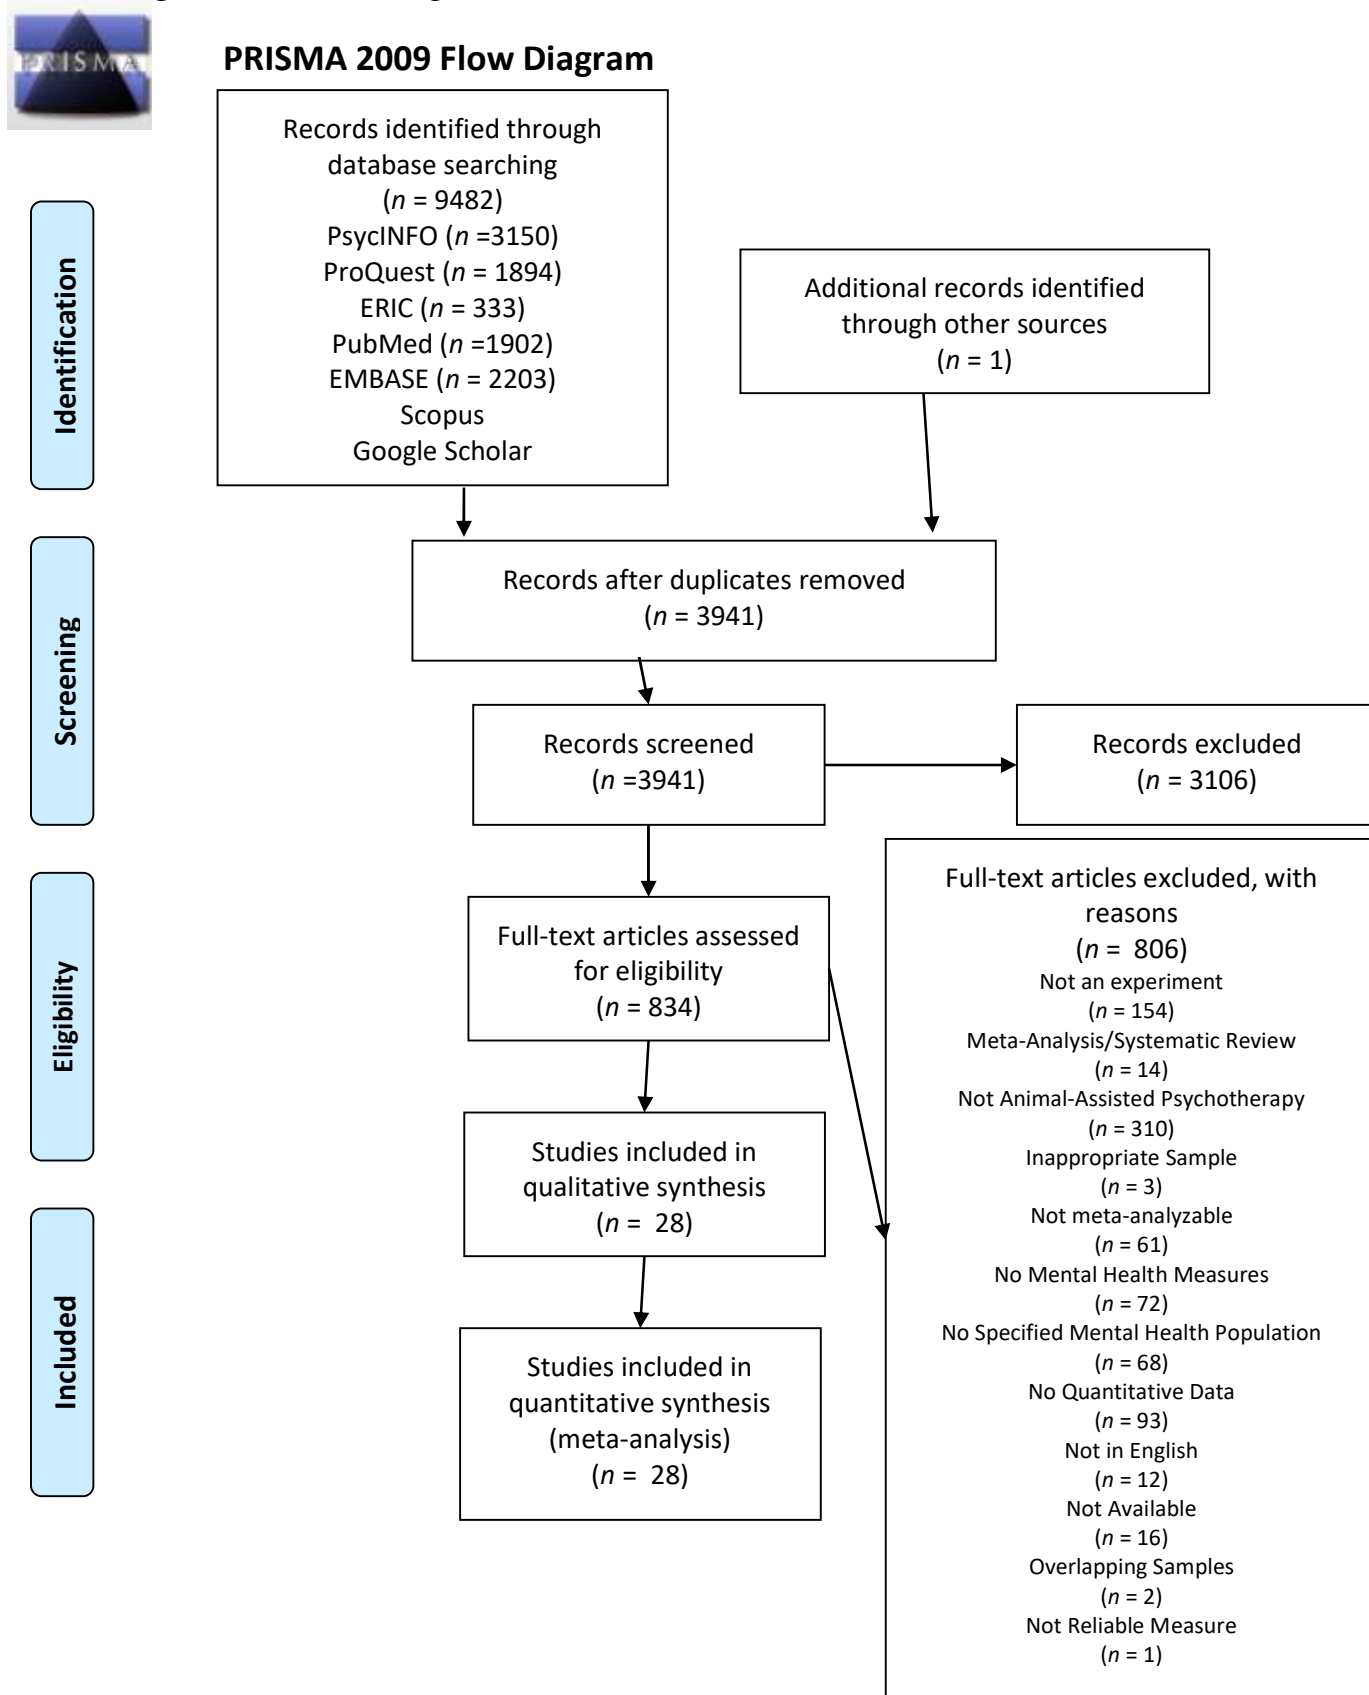 PRISMA
PRISMA 2009 Flow Diagram
Records identified through
database searching
(n = 9482)
PsycINFO (n =3150)
ProQuest (n = 1894)
ERIC (n = 333)
PubMed (n =1902)
EMBASE (n = 2203)
Scopus
Google Scholar
Additional records identified
through other sources
(n = 1)
Identification
Records after duplicates removed
(n = 3941)
Screening
Records screened
(n =3941)
Records excluded
(n = 3106)
Eligibility
Full-text articles assessed
for eligibility
(n = 834)
Full-text articles excluded, with
reasons
(n = 806)
Not an experiment
(n = 154)
Meta-Analysis/Systematic Review
(n = 14)
Not Animal-Assisted Psychotherapy
(n = 310)
Inappropriate Sample
(n = 3)
Not meta-analyzable
(n = 61)
No Mental Health Measures
(n = 72)
No Specified Mental Health Population
(n = 68)
No Quantitative Data
(n = 93)
Not in English
(n = 12)
Not Available
(n = 16)
Overlapping Samples
(n = 2)
Not Reliable Measure
(n = 1)
Studies included in
qualitative synthesis
(n = 28)
Included
Studies included in
quantitative synthesis
(meta-analysis)
(n = 28)